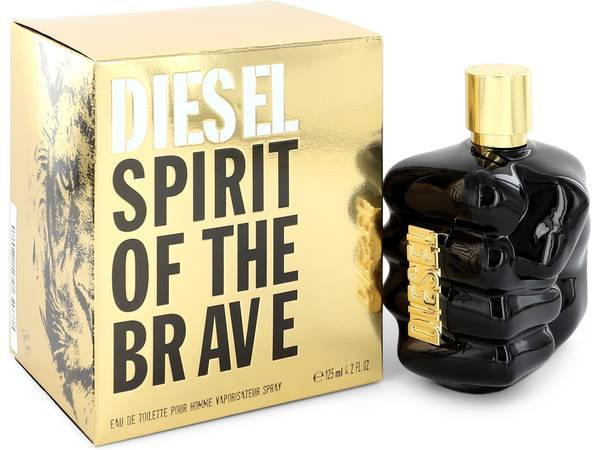 DIESEL
SPIRIT
OF THE
BRAVE
℮ 125 ml 4.2 FL.OZ.
EAU DE TOILETTE POUR HOMME VAPORISATEUR SPRAY
DIESEL